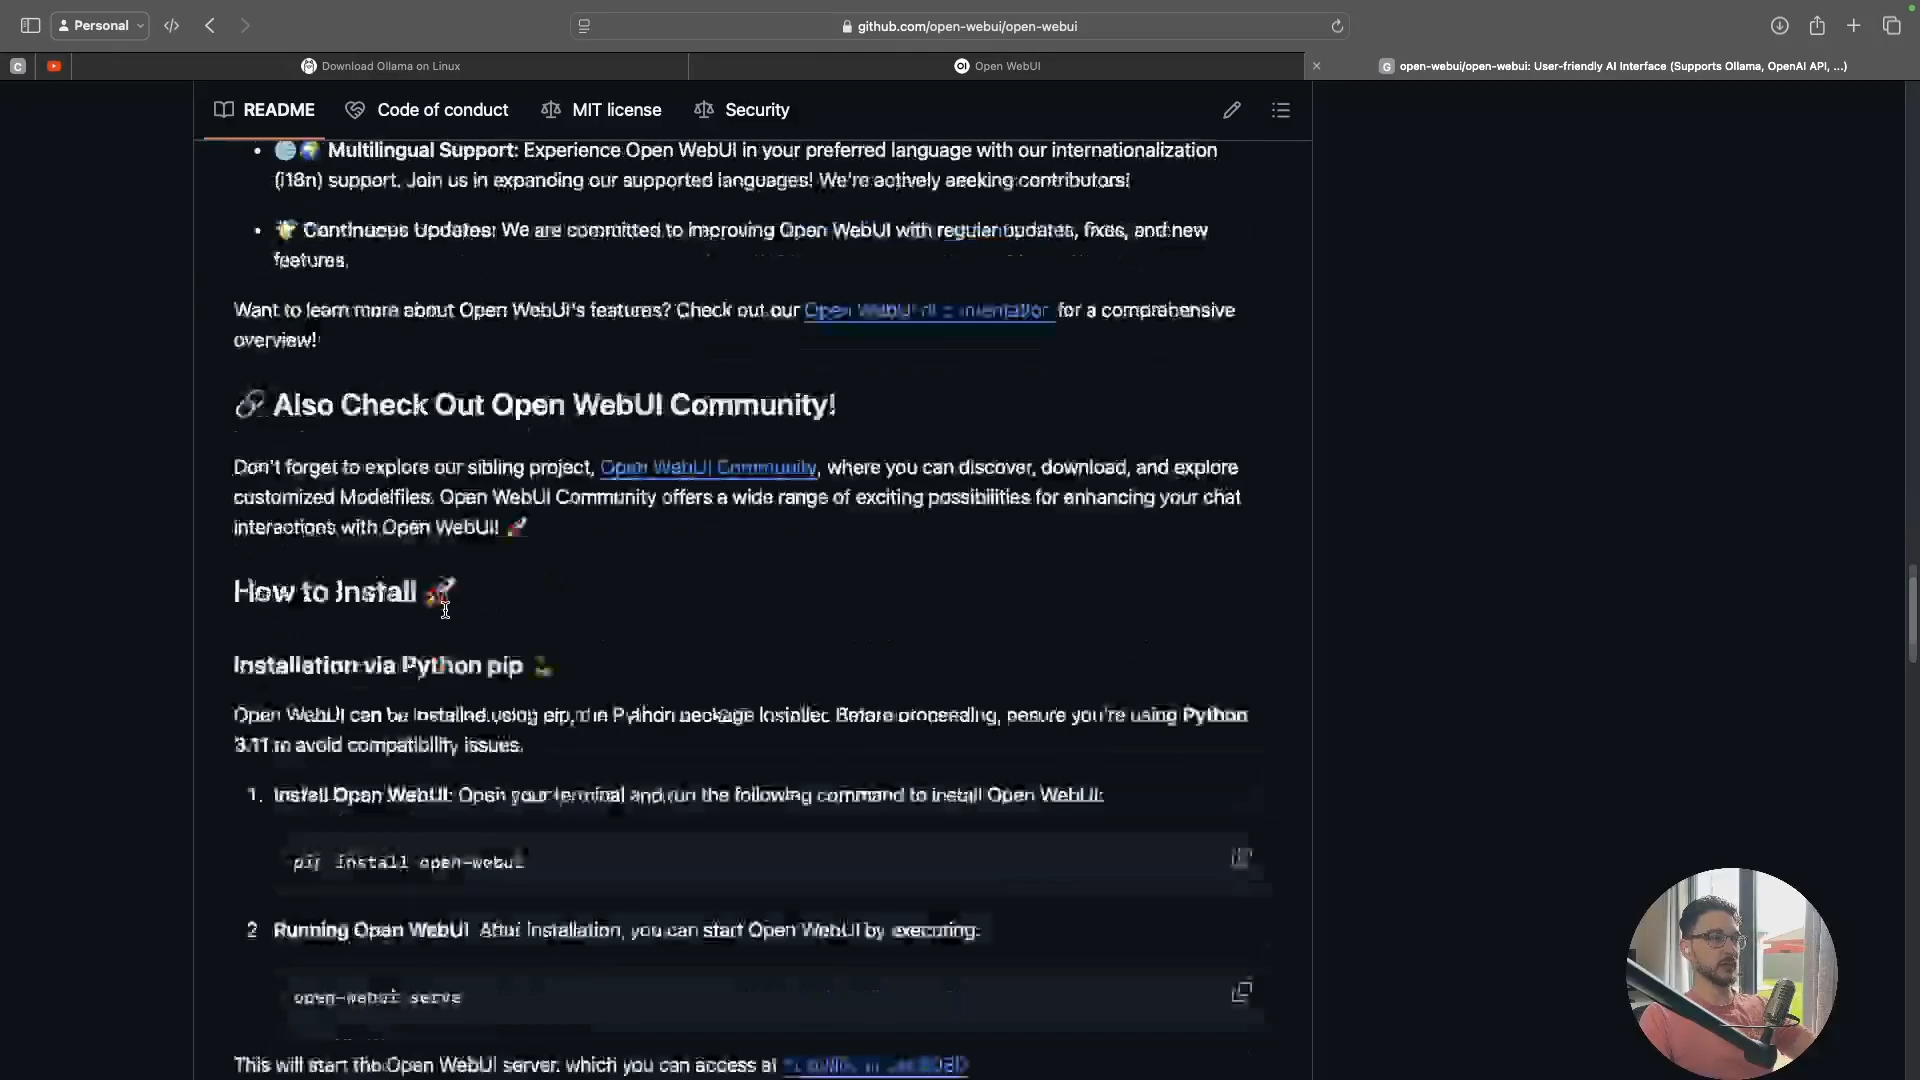 Personal
github.com/open-webui/open-webui
C
Download Ollama on Linux
OI Open WebUI
G open-webui/open-webui: User-friendly AI Interface (Supports Ollama, OpenAI API, ...)
README
Code of conduct
MIT license
Security
• Multilingual Support: Experience Open WebUI in your preferred language with our internationalization
(i18n) support. Join us in expanding our supported languages! We're actively seeking contributors!
• Continuous Updates: We are committed to improving Open WebUI with regular updates, fixes, and new
features.
Want to learn more about Open WebUI's features? Check out our Open WebUI documentation for a comprehensive
overview!
Also Check Out Open WebUI Community!
Don't forget to explore our sibling project, Open WebUI Community, where you can discover, download, and explore
customized Modelfiles. Open WebUI Community offers a wide range of exciting possibilities for enhancing your chat
interactions with Open WebUI!
How to Install
Installation via Python pip
Open WebUI can be installed using pip, the Python package installer. Before proceeding, ensure you're using Python
3.11 to avoid compatibility issues.
1. Install Open WebUI: Open your terminal and run the following command to install Open WebUI:
pip install open-webui
2 Running Open WebUI After installation, you can start Open WebUI by executing:
open-webui serve
This will start the Open WebUI server, which you can access at